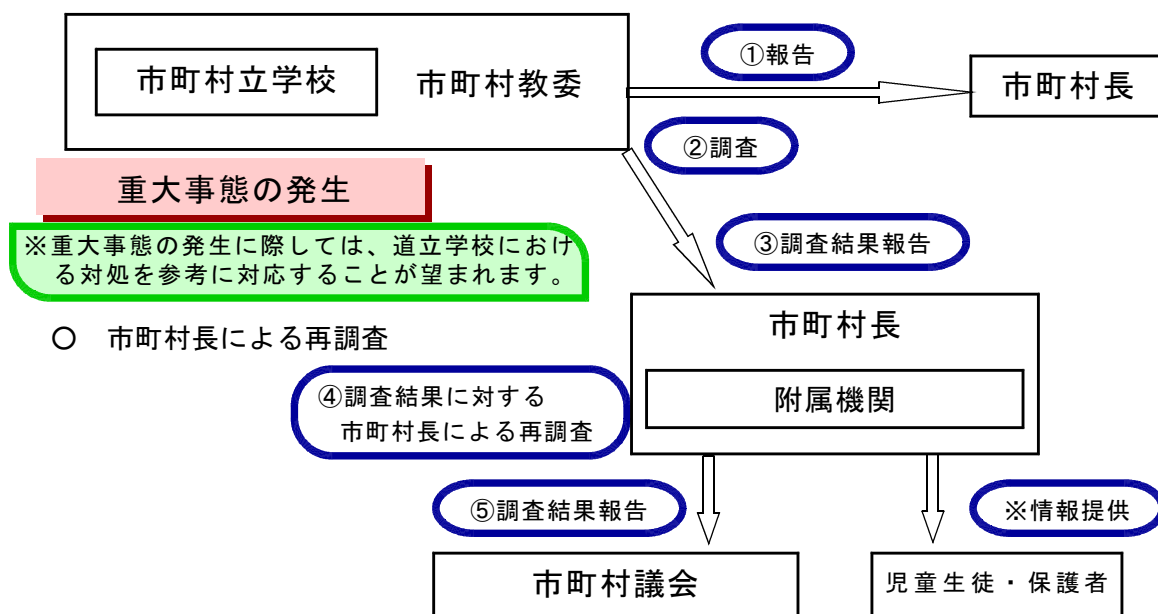 ①報告
市町村立学校
市町村教委
市町村長
②調査
重大事態の発生
※重大事態の発生に際しては、道立学校におけ
る対処を参考に対応することが望まれます。
③調査結果報告
○　市町村長による再調査
市町村長
④調査結果に対する
市町村長による再調査
附属機関
⑤調査結果報告
※情報提供
市町村議会
児童生徒・保護者